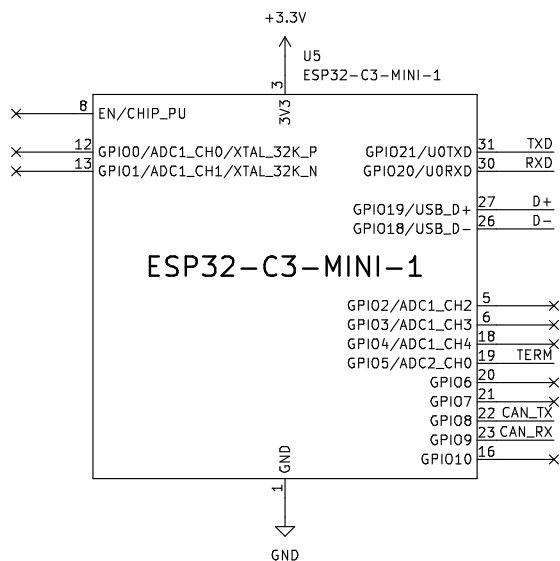 +3.3V
U5
ESP32-C3-MINI-1
3
3V3
8 EN/CHIP_PU
12 GPIO0/ADC1_CH0/XTAL_32K_P
13 GPIO1/ADC1_CH1/XTAL_32K_N
GPIO21/U0TXD 31 TXD
GPIO20/U0RXD 30 RXD
GPIO19/USB_D+ 27 D+
GPIO18/USB_D- 26 D-
ESP32-C3-MINI-1
GPIO2/ADC1_CH2 5
GPIO3/ADC1_CH3 6
GPIO4/ADC1_CH4 18
GPIO5/ADC2_CH0 19 TERM
GPIO6 20
GPIO7 21
GPIO8 22 CAN_TX
GPIO9 23 CAN_RX
GPIO10 16
GND
1
GND